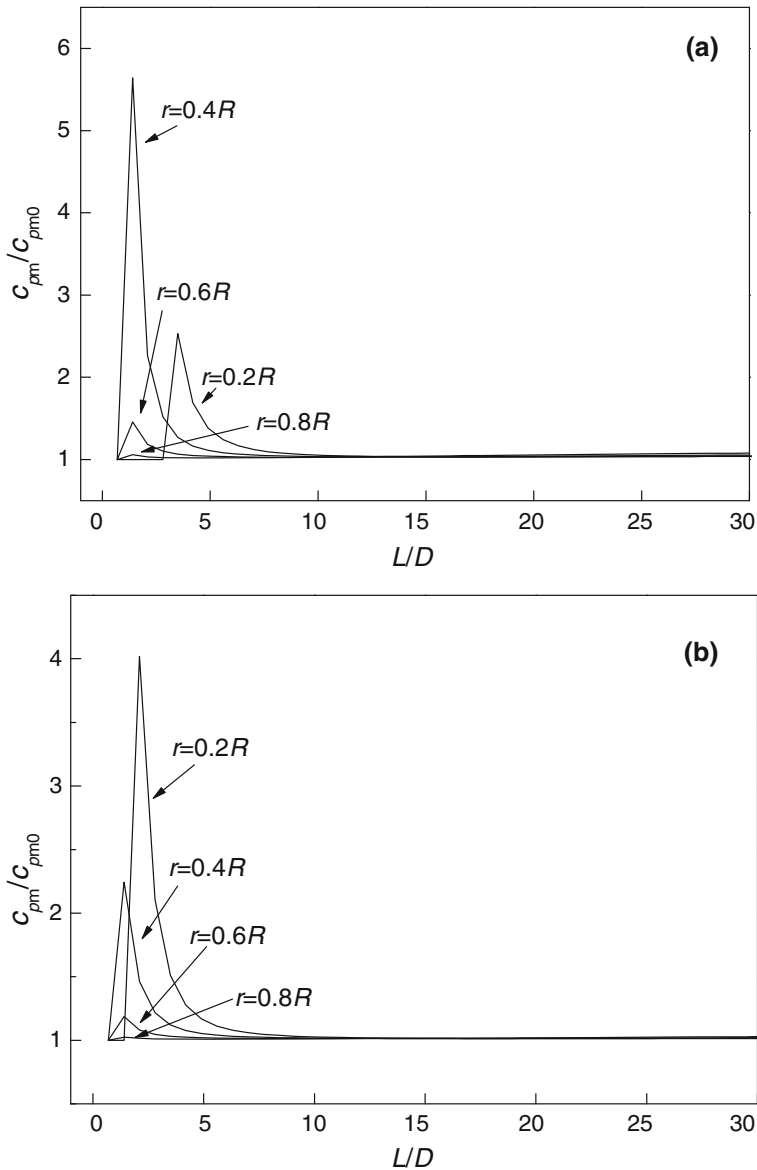 (a)
6
5
4
3
2
1
c_pm/c_pm0
r=0.4R
r=0.6R
r=0.2R
r=0.8R
0 5 10 15 20 25 30
L/D
(b)
4
3
2
1
c_pm/c_pm0
r=0.2R
r=0.4R
r=0.6R
r=0.8R
0 5 10 15 20 25 30
L/D